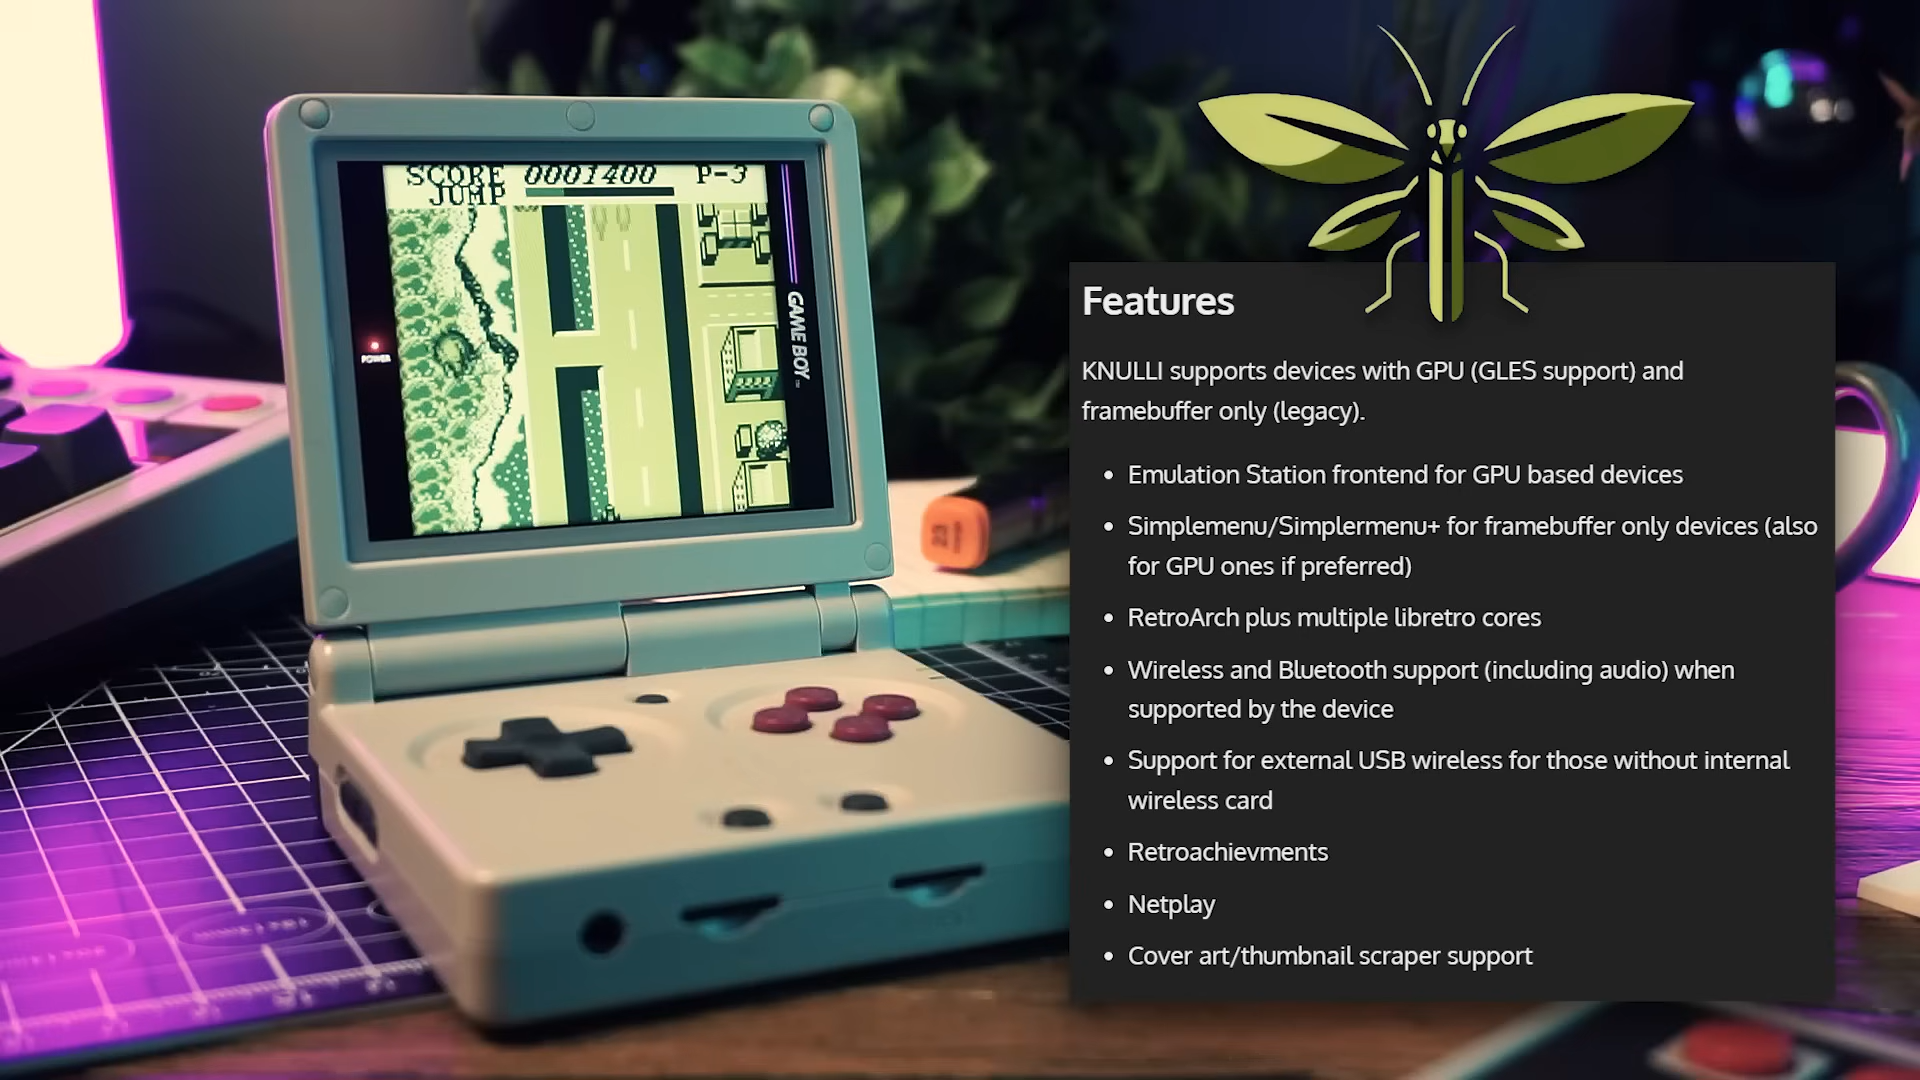 SCORE 0001400 P-3
JUMP
POWER
GAME BOY
23
Features
KNULLI supports devices with GPU (GLES support) and
framebuffer only (legacy).
• Emulation Station frontend for GPU based devices
• Simplemenu/Simplermenu+ for framebuffer only devices (also
for GPU ones if preferred)
• RetroArch plus multiple libretro cores
• Wireless and Bluetooth support (including audio) when
supported by the device
• Support for external USB wireless for those without internal
wireless card
• Retroachievments
• Netplay
• Cover art/thumbnail scraper support